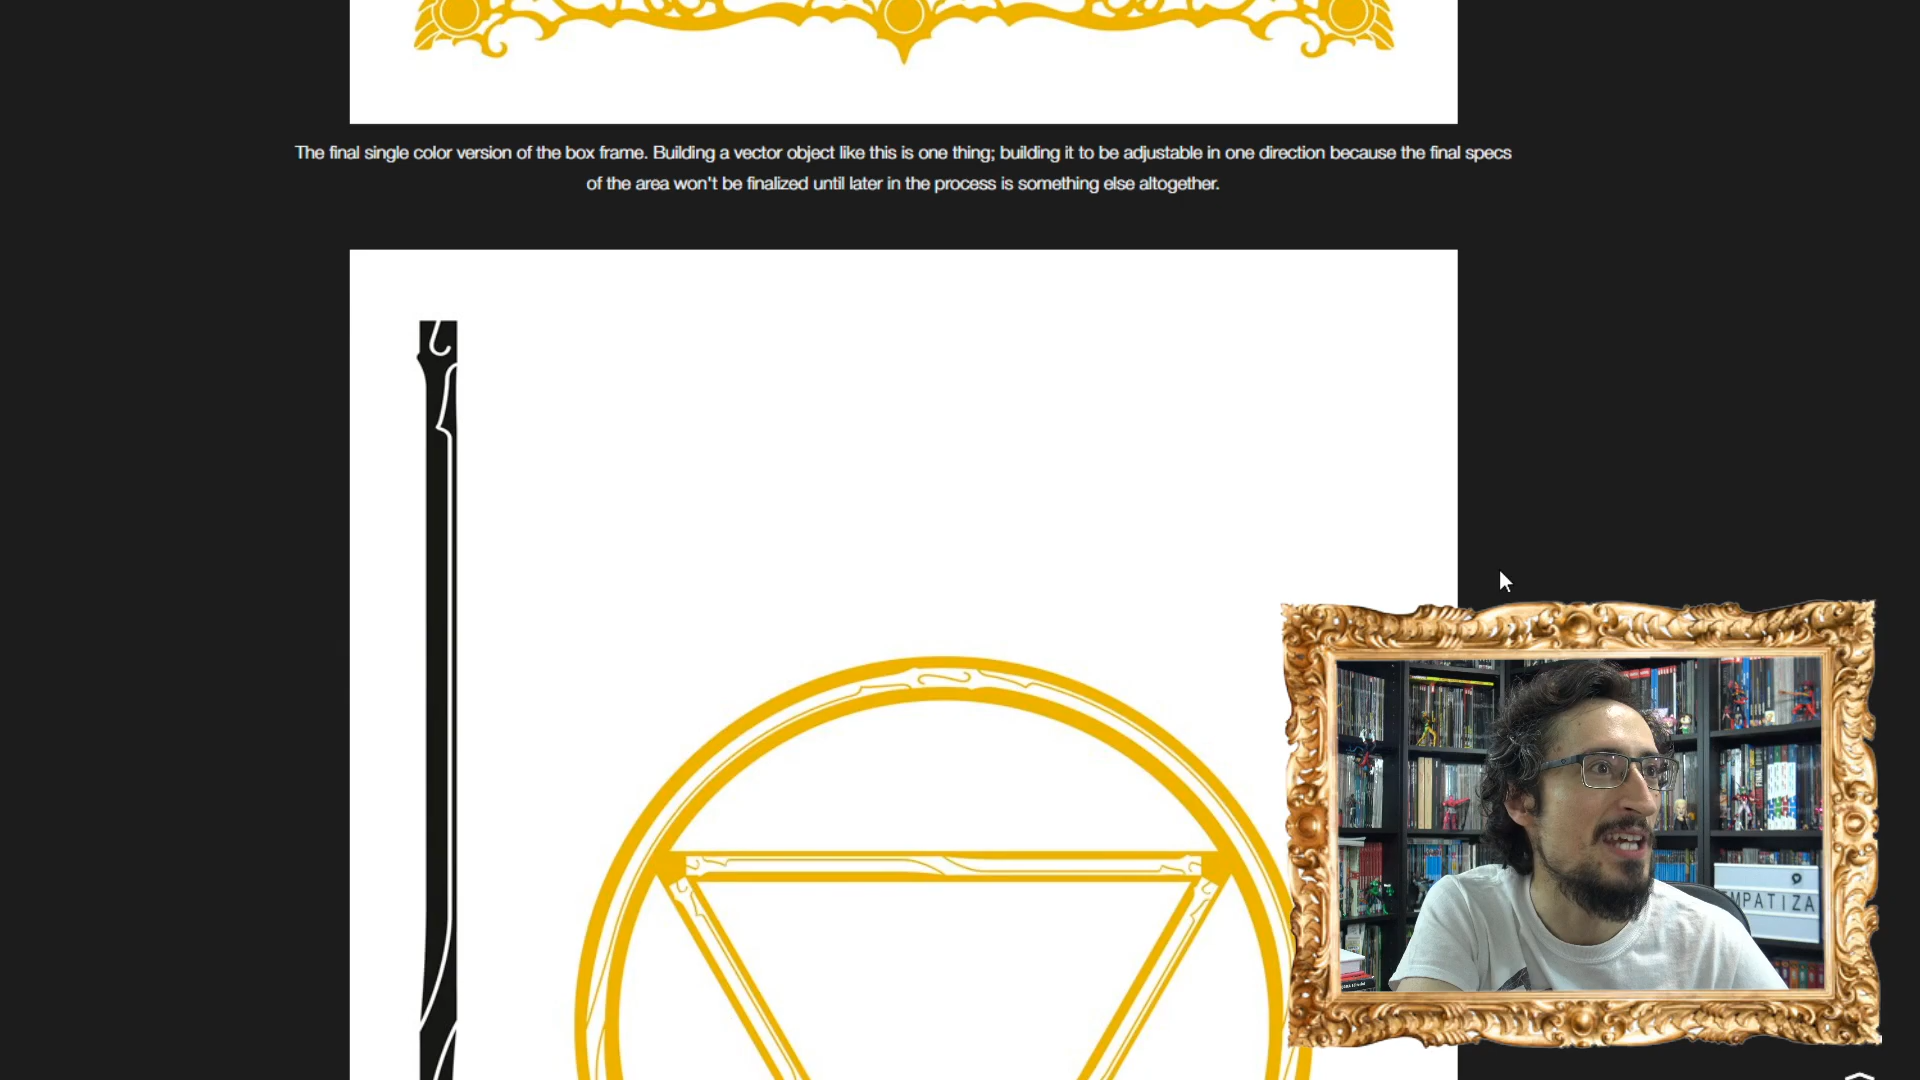 The final single color version of the box frame. Building a vector object like this is one thing; building it to be adjustable in one direction because the final specs
of the area won't be finalized until later in the process is something else altogether.
MPATIZA